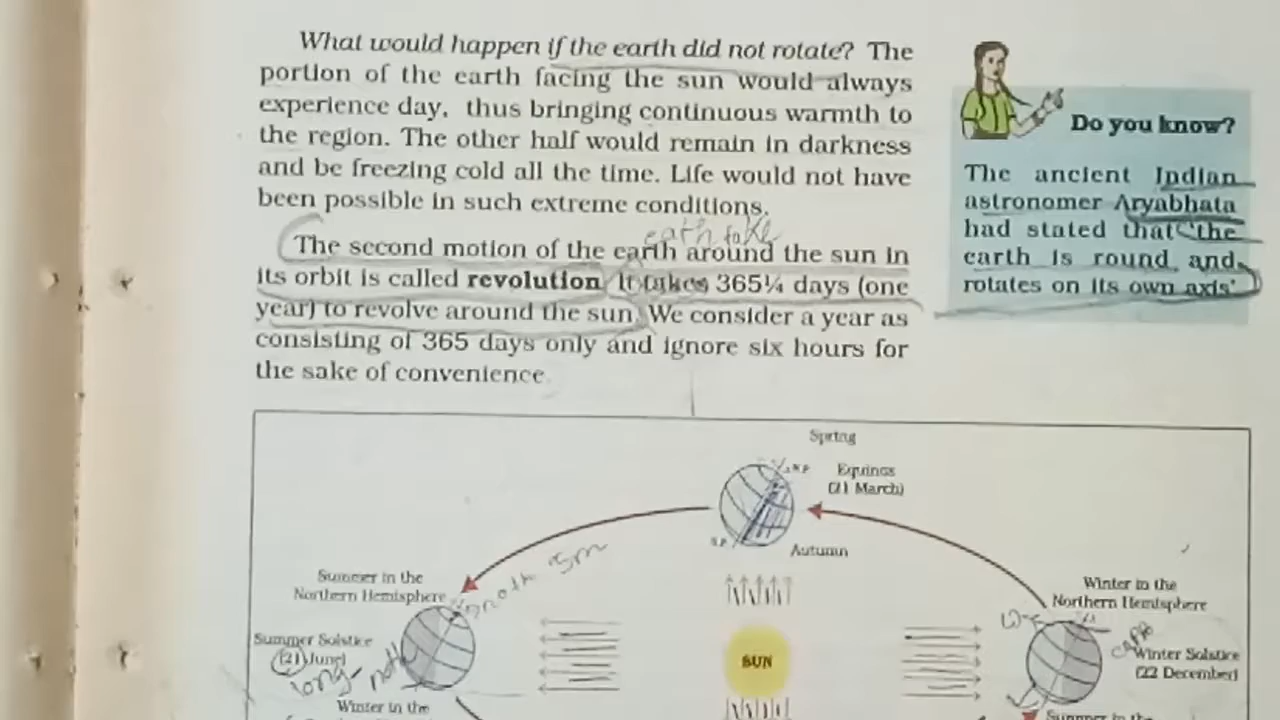 What would happen if the earth did not rotate? The
portion of the earth facing the sun would always
experience day, thus bringing continuous warmth to
the region. The other half would remain in darkness
and be freezing cold all the time. Life would not have
been possible in such extreme conditions.
earth take
The second motion of the earth around the sun in
its orbit is called revolution. It takes 365¼ days (one
year) to revolve around the sun. We consider a year as
consisting of 365 days only and ignore six hours for
the sake of convenience.
Do you know?
The ancient Indian
astronomer Aryabhata
had stated that 'the
earth is round and
rotates on its own axis'
Spring
N.P
Equinox
(21 March)
S.P
Autumn
Summer in the
Northern Hemisphere
Summer Solstice
(21 June)
long
Winter in the
SUN
Winter in the
Northern Hemisphere
Winter Solstice
(22 December)
Summer in the